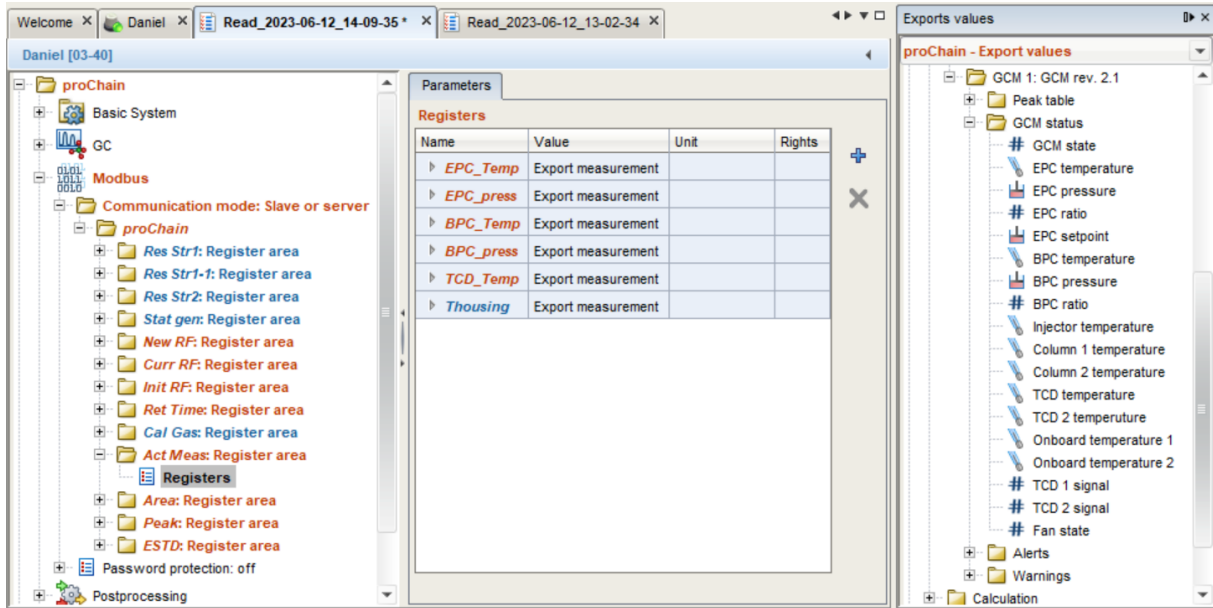 Welcome
Daniel
Read_2023-06-12_14-09-35 *
Read_2023-06-12_13-02-34
Daniel [03-40]
proChain
Basic System
GC
Modbus
Communication mode: Slave or server
proChain
Res Str1: Register area
Res Str1-1: Register area
Res Str2: Register area
Stat gen: Register area
New RF: Register area
Curr RF: Register area
Init RF: Register area
Ret Time: Register area
Cal Gas: Register area
Act Meas: Register area
Registers
Area: Register area
Peak: Register area
ESTD: Register area
Password protection: off
Postprocessing
Parameters
Registers
Name Value Unit Rights
EPC_Temp Export measurement
EPC_press Export measurement
BPC_Temp Export measurement
BPC_press Export measurement
TCD_Temp Export measurement
Thousing Export measurement
Exports values
proChain - Export values
GCM 1: GCM rev. 2.1
Peak table
GCM status
GCM state
EPC temperature
EPC pressure
EPC ratio
EPC setpoint
BPC temperature
BPC pressure
BPC ratio
Injector temperature
Column 1 temperature
Column 2 temperature
TCD temperature
TCD 2 temperuture
Onboard temperature 1
Onboard temperature 2
TCD 1 signal
TCD 2 signal
Fan state
Alerts
Warnings
Calculation